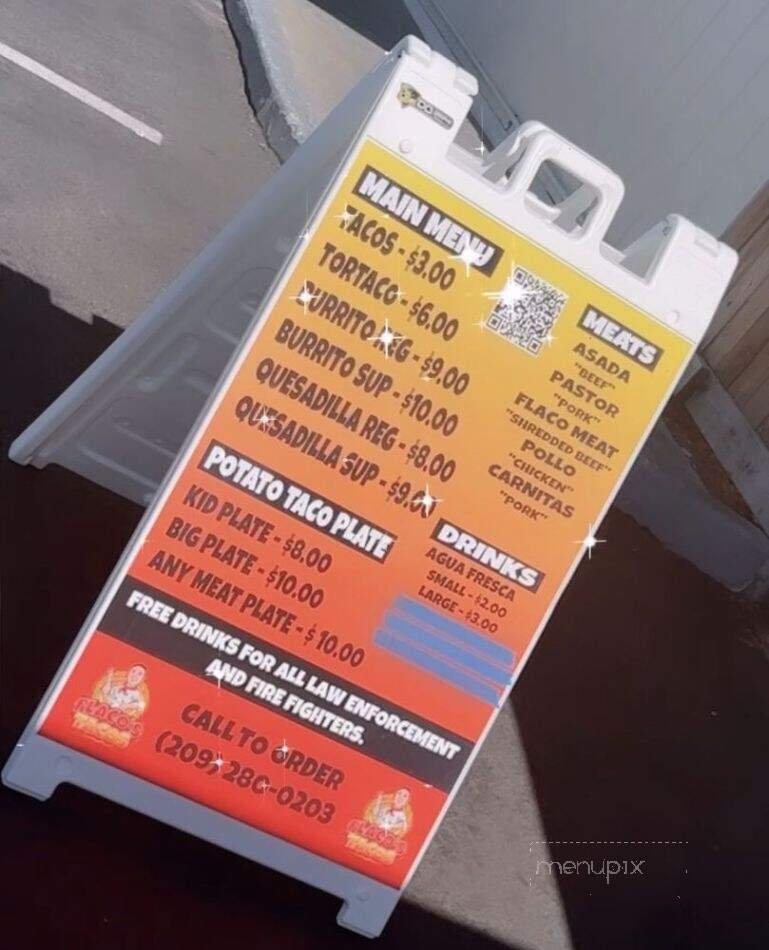 MAIN MENU
TACOS - $3.00
TORTACO - $6.00
BURRITO REG - $9.00
BURRITO SUP - $10.00
QUESADILLA REG - $8.00
QUESADILLA SUP - $9.00
MEATS
ASADA
"BEEF"
PASTOR
"PORK"
FLACO MEAT
"SHREDDED BEEF"
POLLO
"CHICKEN"
CARNITAS
"PORK"
POTATO TACO PLATE
KID PLATE - $8.00
BIG PLATE - $10.00
ANY MEAT PLATE - $10.00
DRINKS
AGUA FRESCA
SMALL - $2.00
LARGE - $3.00
FREE DRINKS FOR ALL LAW ENFORCEMENT
AND FIRE FIGHTERS.
CALL TO ORDER
(209) 280-0203
FLACO'S
TACOS
FLACO'S
TACOS
menupix